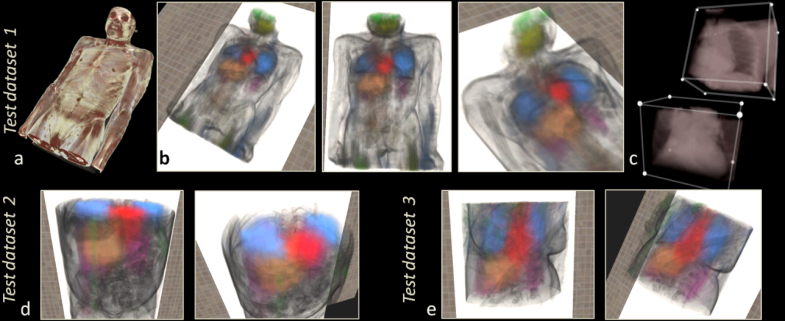 Test dataset 1
a
b
c
Test dataset 2
d
Test dataset 3
e